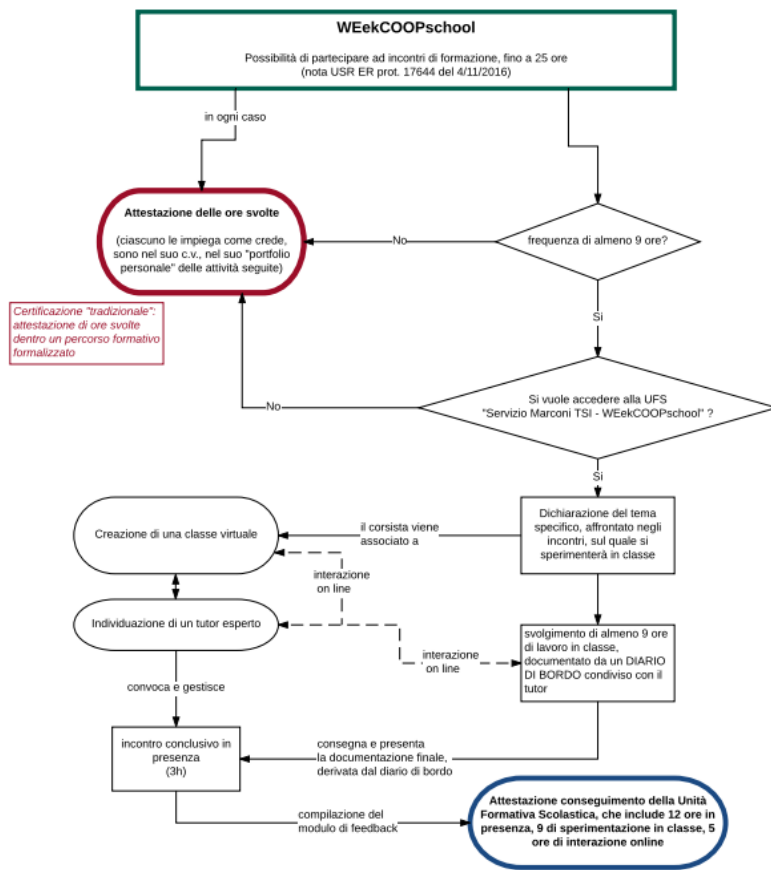 WEekCOOPschool
Possibilità di partecipare ad incontri di formazione, fino a 25 ore
(nota USR ER prot. 17644 del 4/11/2016)
in ogni caso
Attestazione delle ore svolte
(ciascuno le impiega come crede,
sono nel suo c.v., nel suo "portfolio
personale" delle attività seguite)
No
frequenza di almeno 9 ore?
Certificazione "tradizionale":
attestazione di ore svolte
dentro un percorso formativo
formalizzato
Si
No
Si vuole accedere alla UFS
"Servizio Marconi TSI - WEekCOOPschool" ?
Si
Creazione di una classe virtuale
il corsista viene
associato a
Dichiarazione del tema
specifico, affrontato negli
incontri, sul quale si
sperimenterà in classe
interazione
on line
Individuazione di un tutor esperto
interazione
on line
svolgimento di almeno 9 ore
di lavoro in classe,
documentato da un DIARIO
DI BORDO condiviso con il
tutor
convoca e gestisce
incontro conclusivo in
presenza
(3h)
consegna e presenta
la documentazione finale,
derivata dal diario di bordo
compilazione del
modulo di feedback
Attestazione conseguimento della Unità
Formativa Scolastica, che include 12 ore in
presenza, 9 di sperimentazione in classe, 5
ore di interazione online